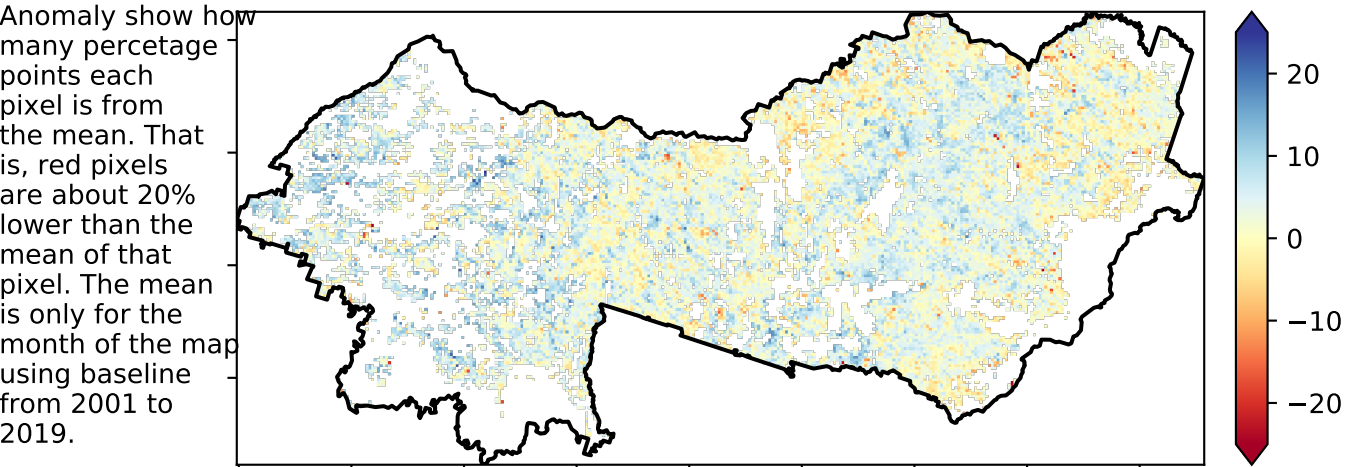 Anomaly show how
many percetage
points each
pixel is from
the mean. That
is, red pixels
are about 20%
lower than the
mean of that
pixel. The mean
is only for the
month of the map
using baseline
from 2001 to
2019.
20
10
0
−10
−20